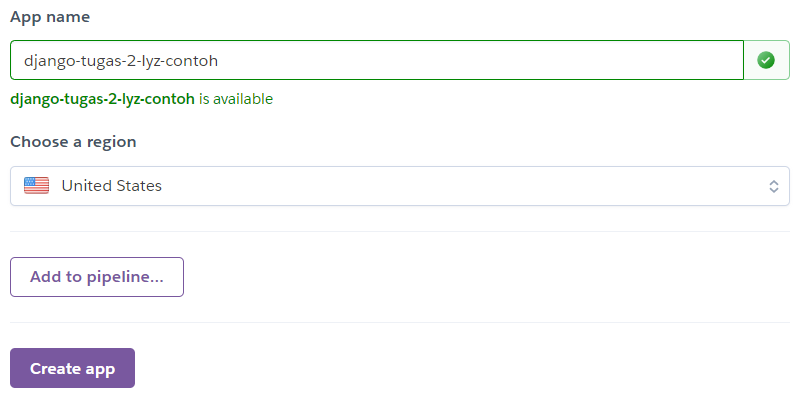 App name
django-tugas-2-lyz-contoh
django-tugas-2-lyz-contoh is available
Choose a region
United States
Add to pipeline...
Create app